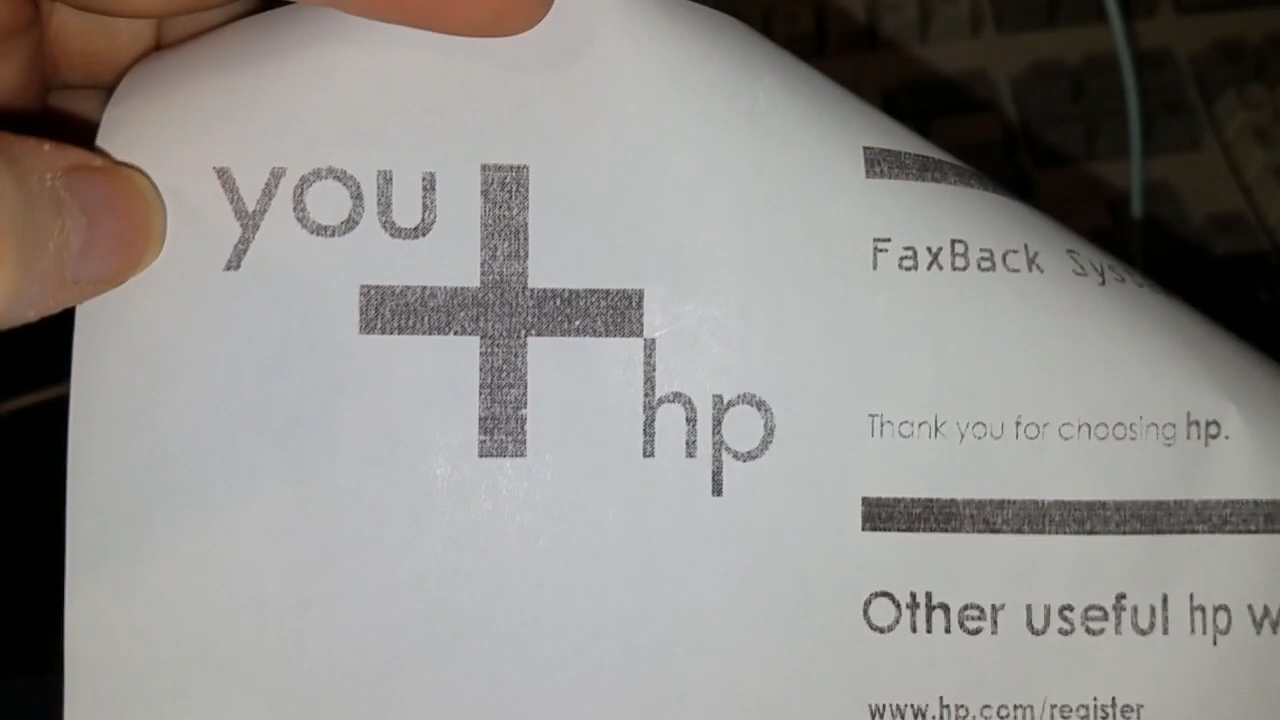 you
hp
FaxBack
Thank you for choosing hp.
Other useful hp
www.hp.com/register